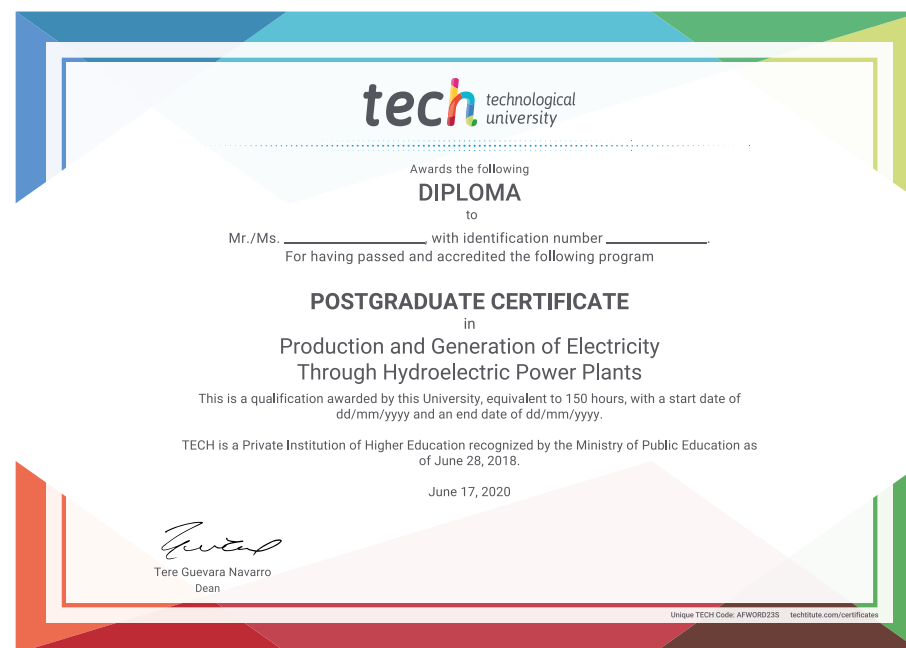 tech technological
university
Awards the following
DIPLOMA
to
Mr./Ms. ____________________, with identification number ______________.
For having passed and accredited the following program
POSTGRADUATE CERTIFICATE
in
Production and Generation of Electricity
Through Hydroelectric Power Plants
This is a qualification awarded by this University, equivalent to 150 hours, with a start date of
dd/mm/yyyy and an end date of dd/mm/yyyy.
TECH is a Private Institution of Higher Education recognized by the Ministry of Public Education as
of June 28, 2018.
June 17, 2020
Tere Guevara Navarro
Dean
Unique TECH Code: AFWORD23S techtitute.com/certificates